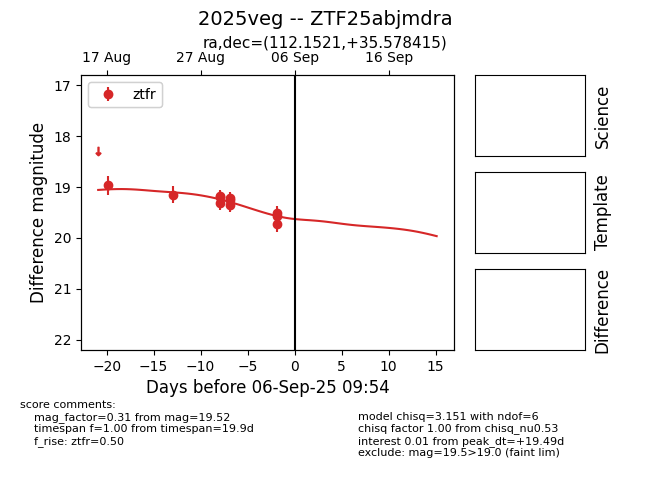 2025veg -- ZTF25abjmdra
ra,dec=(112.1521,+35.578415)
17 Aug 27 Aug 06 Sep 16 Sep
ztfr
17
18
19
20
21
22
Difference magnitude
−20 −15 −10 −5 0 5 10 15
Days before 06-Sep-25 09:54
Science
Template
Difference
score comments:
mag_factor=0.31 from mag=19.52
timespan f=1.00 from timespan=19.9d
f_rise: ztfr=0.50
model chisq=3.151 with ndof=6
chisq factor 1.00 from chisq_nu0.53
interest 0.01 from peak_dt=+19.49d
exclude: mag=19.5>19.0 (faint lim)